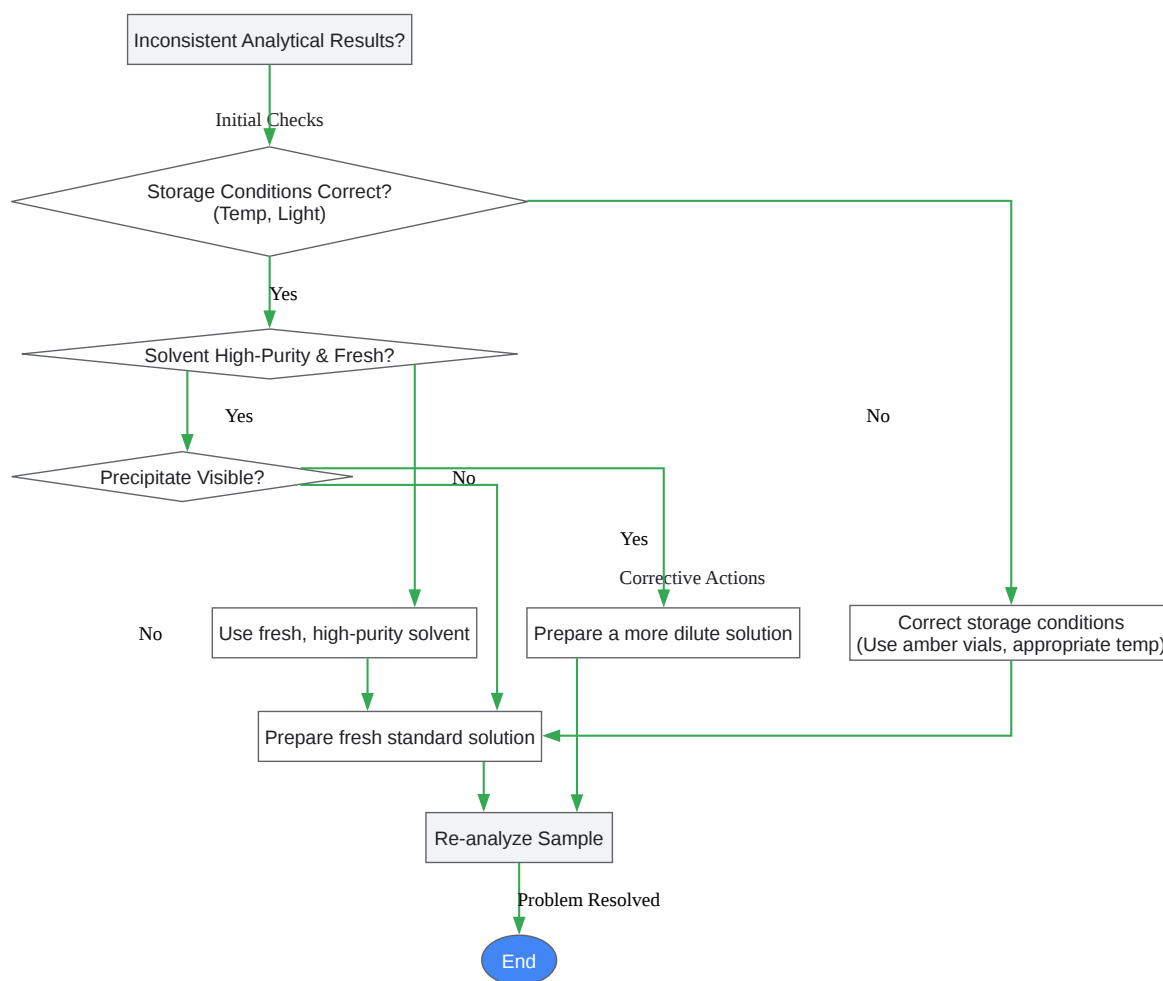 Inconsistent Analytical Results?
Initial Checks
Storage Conditions Correct?
(Temp, Light)
Yes
Solvent High-Purity & Fresh?
Yes
No
Precipitate Visible?
No
Yes
Corrective Actions
No
Use fresh, high-purity solvent
Prepare a more dilute solution
Correct storage conditions
(Use amber vials, appropriate temp)
Prepare fresh standard solution
Re-analyze Sample
Problem Resolved
End